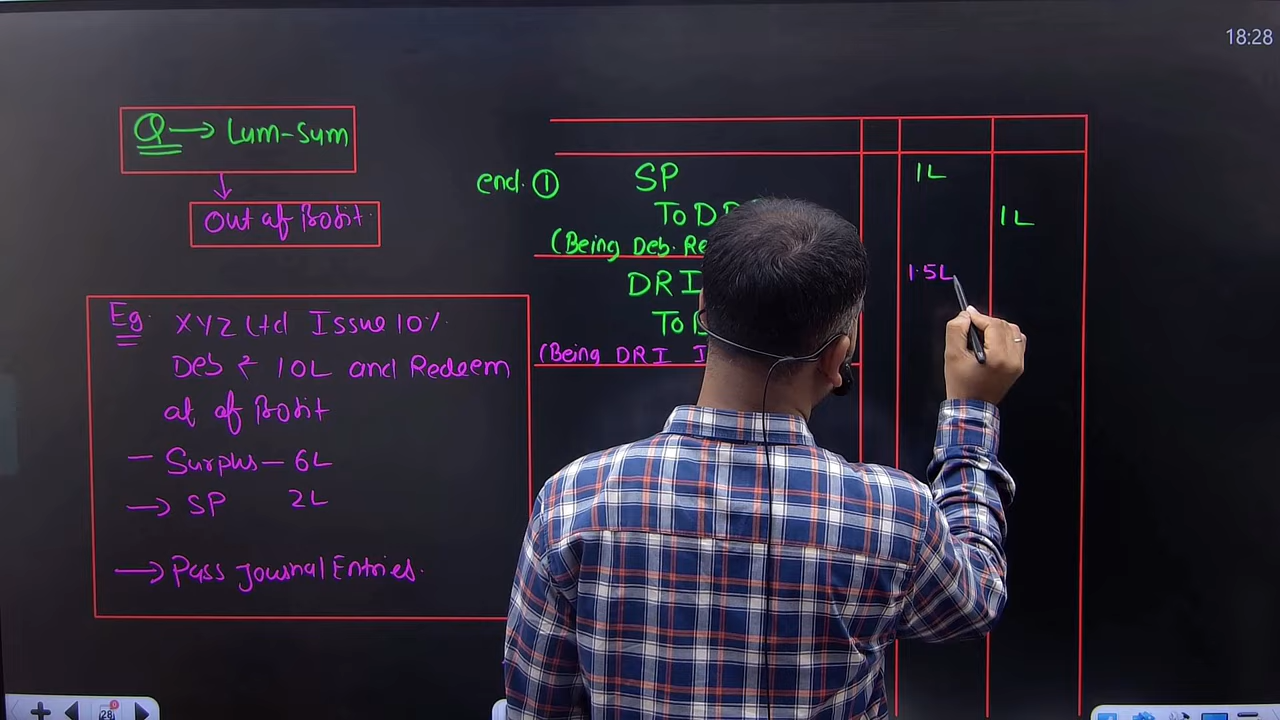 18:28
Q → Lum-Sum
Out of Profit
Eg. XYZ Ltd Issue 10%
Deb ₹ 10L and Redeem
at of Profit
- Surplus - 6L
→ SP 2L
→ Pass Journal Entries.
end. ① SP 1L
To 1L
(Being Deb.
DRI 1.5L
To
(Being DRI
28